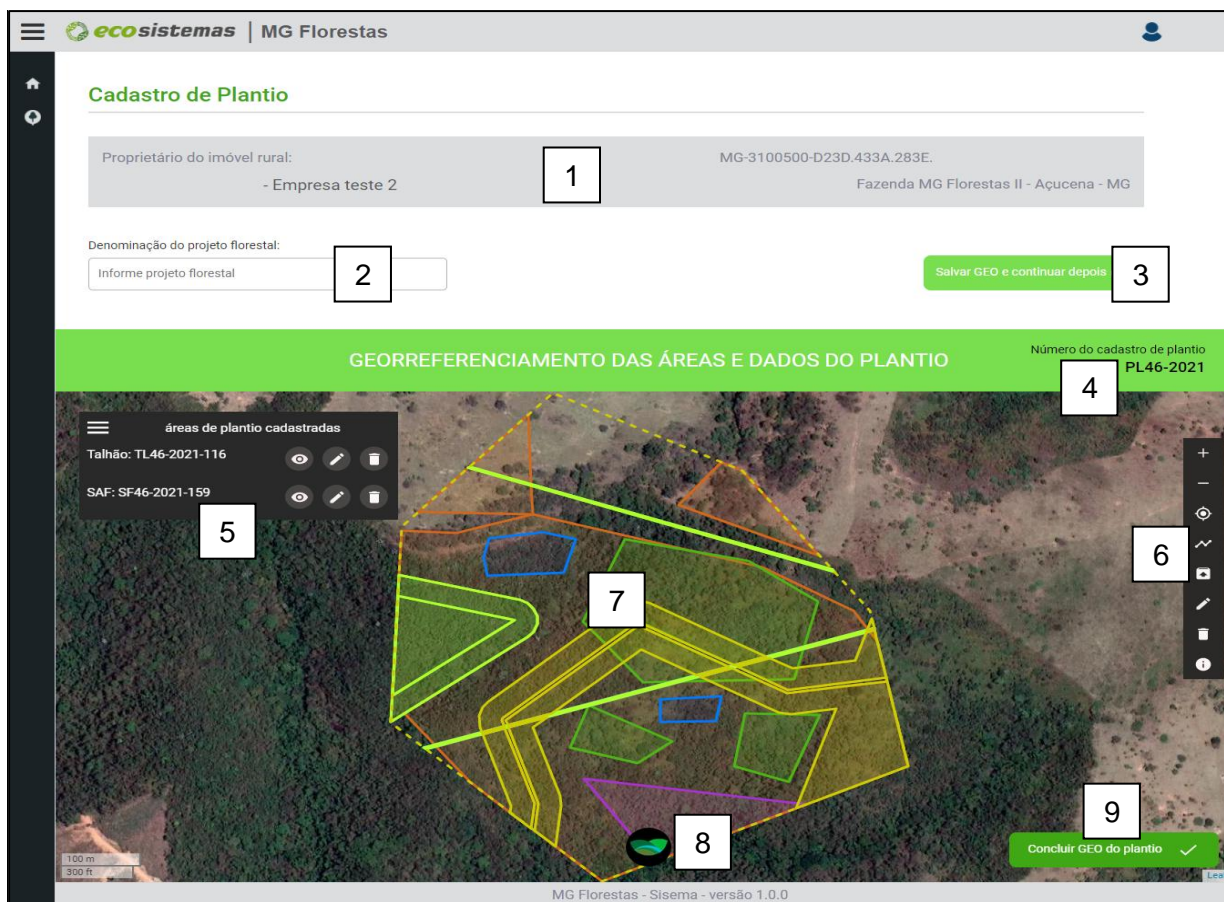 ecosistemas | MG Florestas
Cadastro de Plantio
Proprietário do imóvel rural:
MG-3100500-D23D.433A.283E.
- Empresa teste 2
1
Fazenda MG Florestas II - Açucena - MG
Denominação do projeto florestal:
Informe projeto florestal
2
Salvar GEO e continuar depois
3
GEORREFERENCIAMENTO DAS ÁREAS E DADOS DO PLANTIO
Número do cadastro de plantio
PL46-2021
4
áreas de plantio cadastradas
Talhão: TL46-2021-116
SAF: SF46-2021-159
5
6
7
8
9
Concluir GEO do plantio
100 m
300 ft
Lea
MG Florestas - Sisema - versão 1.0.0